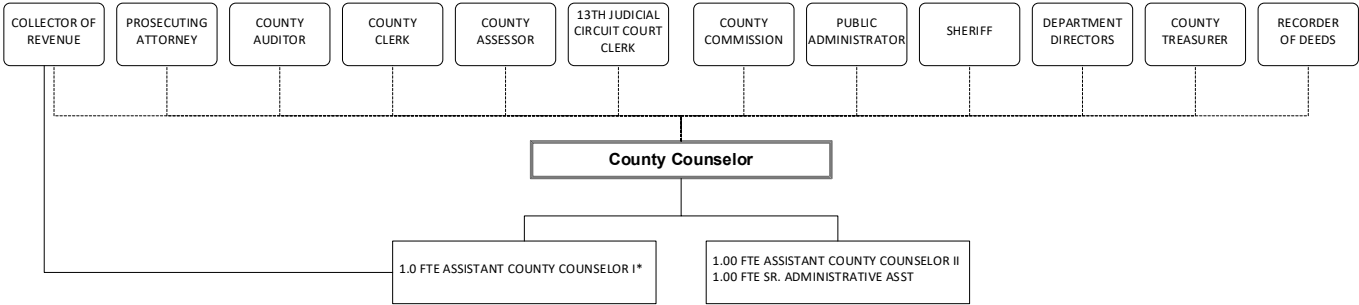 COLLECTOR OF
REVENUE
PROSECUTING
ATTORNEY
COUNTY
AUDITOR
COUNTY
CLERK
COUNTY
ASSESSOR
13TH JUDICIAL
CIRCUIT COURT
CLERK
COUNTY
COMMISSION
PUBLIC
ADMINISTRATOR
SHERIFF
DEPARTMENT
DIRECTORS
COUNTY
TREASURER
RECORDER
OF DEEDS
County Counselor
1.0 FTE ASSISTANT COUNTY COUNSELOR I*
1.00 FTE ASSISTANT COUNTY COUNSELOR II
1.00 FTE SR. ADMINISTRATIVE ASST